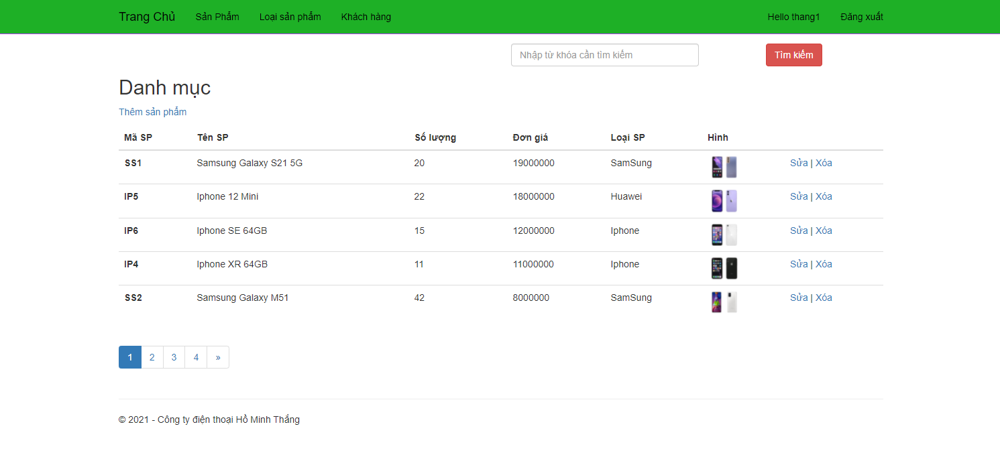 Trang Chủ Sản Phẩm Loại sản phẩm Khách hàng Hello thang1 Đăng xuất
Nhập từ khóa cần tìm kiếm Tìm kiếm
Danh mục
Thêm sản phẩm
Mã SP Tên SP Số lượng Đơn giá Loại SP Hình
SS1 Samsung Galaxy S21 5G 20 19000000 SamSung Sửa | Xóa
IP5 Iphone 12 Mini 22 18000000 Huawei Sửa | Xóa
IP6 Iphone SE 64GB 15 12000000 Iphone Sửa | Xóa
IP4 Iphone XR 64GB 11 11000000 Iphone Sửa | Xóa
SS2 Samsung Galaxy M51 42 8000000 SamSung Sửa | Xóa
1 2 3 4 »
© 2021 - Công ty điện thoại Hồ Minh Thắng